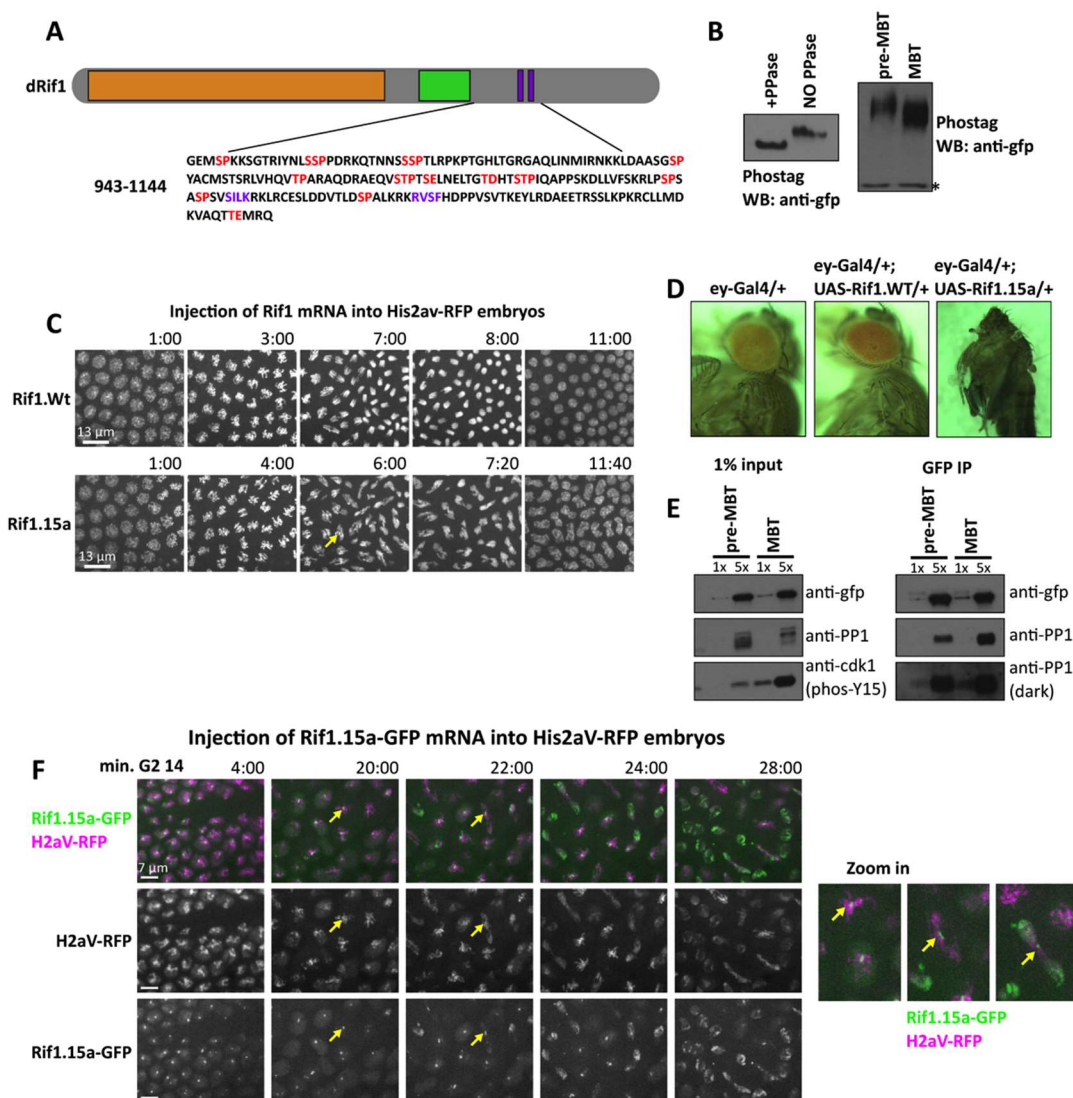 A
dRif1
943-1144
GEMSPKKSGTRIYNLSSPPDRKQTNNSSSPTLRPKPTGHLTGRGAQLINMIRNKKLDAASGSP
YACMSTSRLVHQVTPARAQDRAEQVSTPTSELNELTGTDHTSTPIQAPPSKDLLVFSKRLPSPS
ASPSVSILKRKLRCESLDDVTLDSPALKRKRVSFHDPPVSVTKEYLRDAEETRSSLKPKRCLLMD
KVAQTTEMRQ
B
+PPase
NO PPase
Phostag
WB: anti-gfp
pre-MBT
MBT
Phostag
WB: anti-gfp
*
C
Injection of Rif1 mRNA into His2av-RFP embryos
1:00 3:00 7:00 8:00 11:00
Rif1.Wt
13 µm
1:00 4:00 6:00 7:20 11:40
Rif1.15a
13 µm
D
ey-Gal4/+
ey-Gal4/+;
UAS-Rif1.WT/+
ey-Gal4/+;
UAS-Rif1.15a/+
E
1% input
pre-MBT
MBT
1x 5x 1x 5x
anti-gfp
anti-PP1
anti-cdk1
(phos-Y15)
GFP IP
pre-MBT
MBT
1x 5x 1x 5x
anti-gfp
anti-PP1
anti-PP1
(dark)
Injection of Rif1.15a-GFP mRNA into His2aV-RFP embryos
F
min. G2 14 4:00 20:00 22:00 24:00 28:00
Rif1.15a-GFP
H2aV-RFP
7 µm
H2aV-RFP
Rif1.15a-GFP
Zoom in
Rif1.15a-GFP
H2aV-RFP